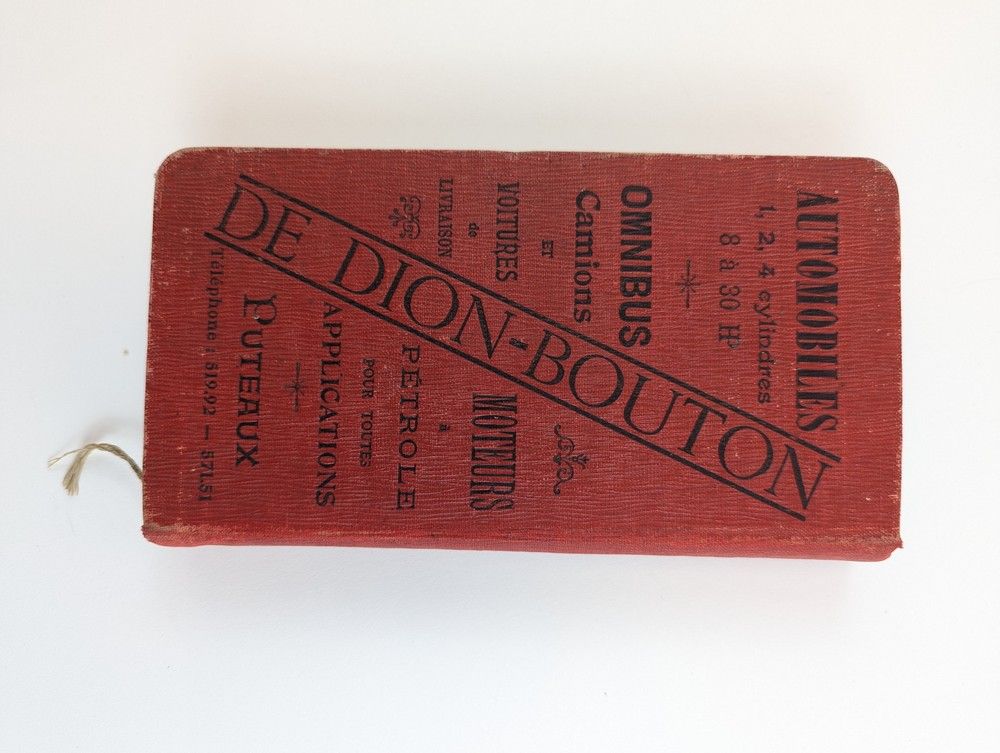 AUTOMOBILES
1, 2, 4 cylindres
8 à 30 HP
OMNIBUS
Camions
ET
VOITURES
de
LIVRAISON
DE DION-BOUTON
MOTEURS
à
PÉTROLE
POUR TOUTES
APPLICATIONS
PUTEAUX
Téléphone : 519.92 — 571.51